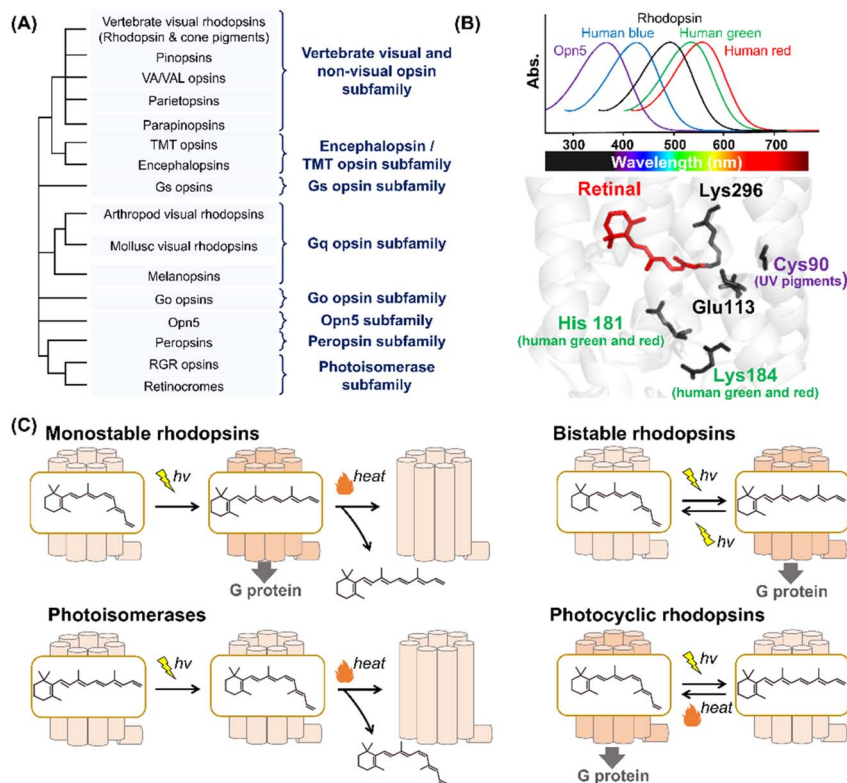 (A)
Vertebrate visual rhodopsins
(Rhodopsin & cone pigments)
Pinopsins
VA/VAL opsins
Parietopsins
Parapinopsins
TMT opsins
Encephalopsins
Gs opsins
Arthropod visual rhodopsins
Mollusc visual rhodopsins
Melanopsins
Go opsins
Opn5
Peropsins
RGR opsins
Retinocromes
Vertebrate visual and
non-visual opsin
subfamily
Encephalopsin /
TMT opsin subfamily
Gs opsin subfamily
Gq opsin subfamily
Go opsin subfamily
Opn5 subfamily
Peropsin subfamily
Photoisomerase
subfamily
(B)
Abs.
Opn5
Human blue
Rhodopsin
Human green
Human red
300 400 500 600 700
Wavelength (nm)
Retinal
Lys296
Cys90
(UV pigments)
Glu113
His 181
(human green and red)
Lys184
(human green and red)
(C)
Monostable rhodopsins
hv
heat
G protein
Bistable rhodopsins
hv
hv
G protein
Photoisomerases
hv
heat
Photocyclic rhodopsins
hv
heat
G protein